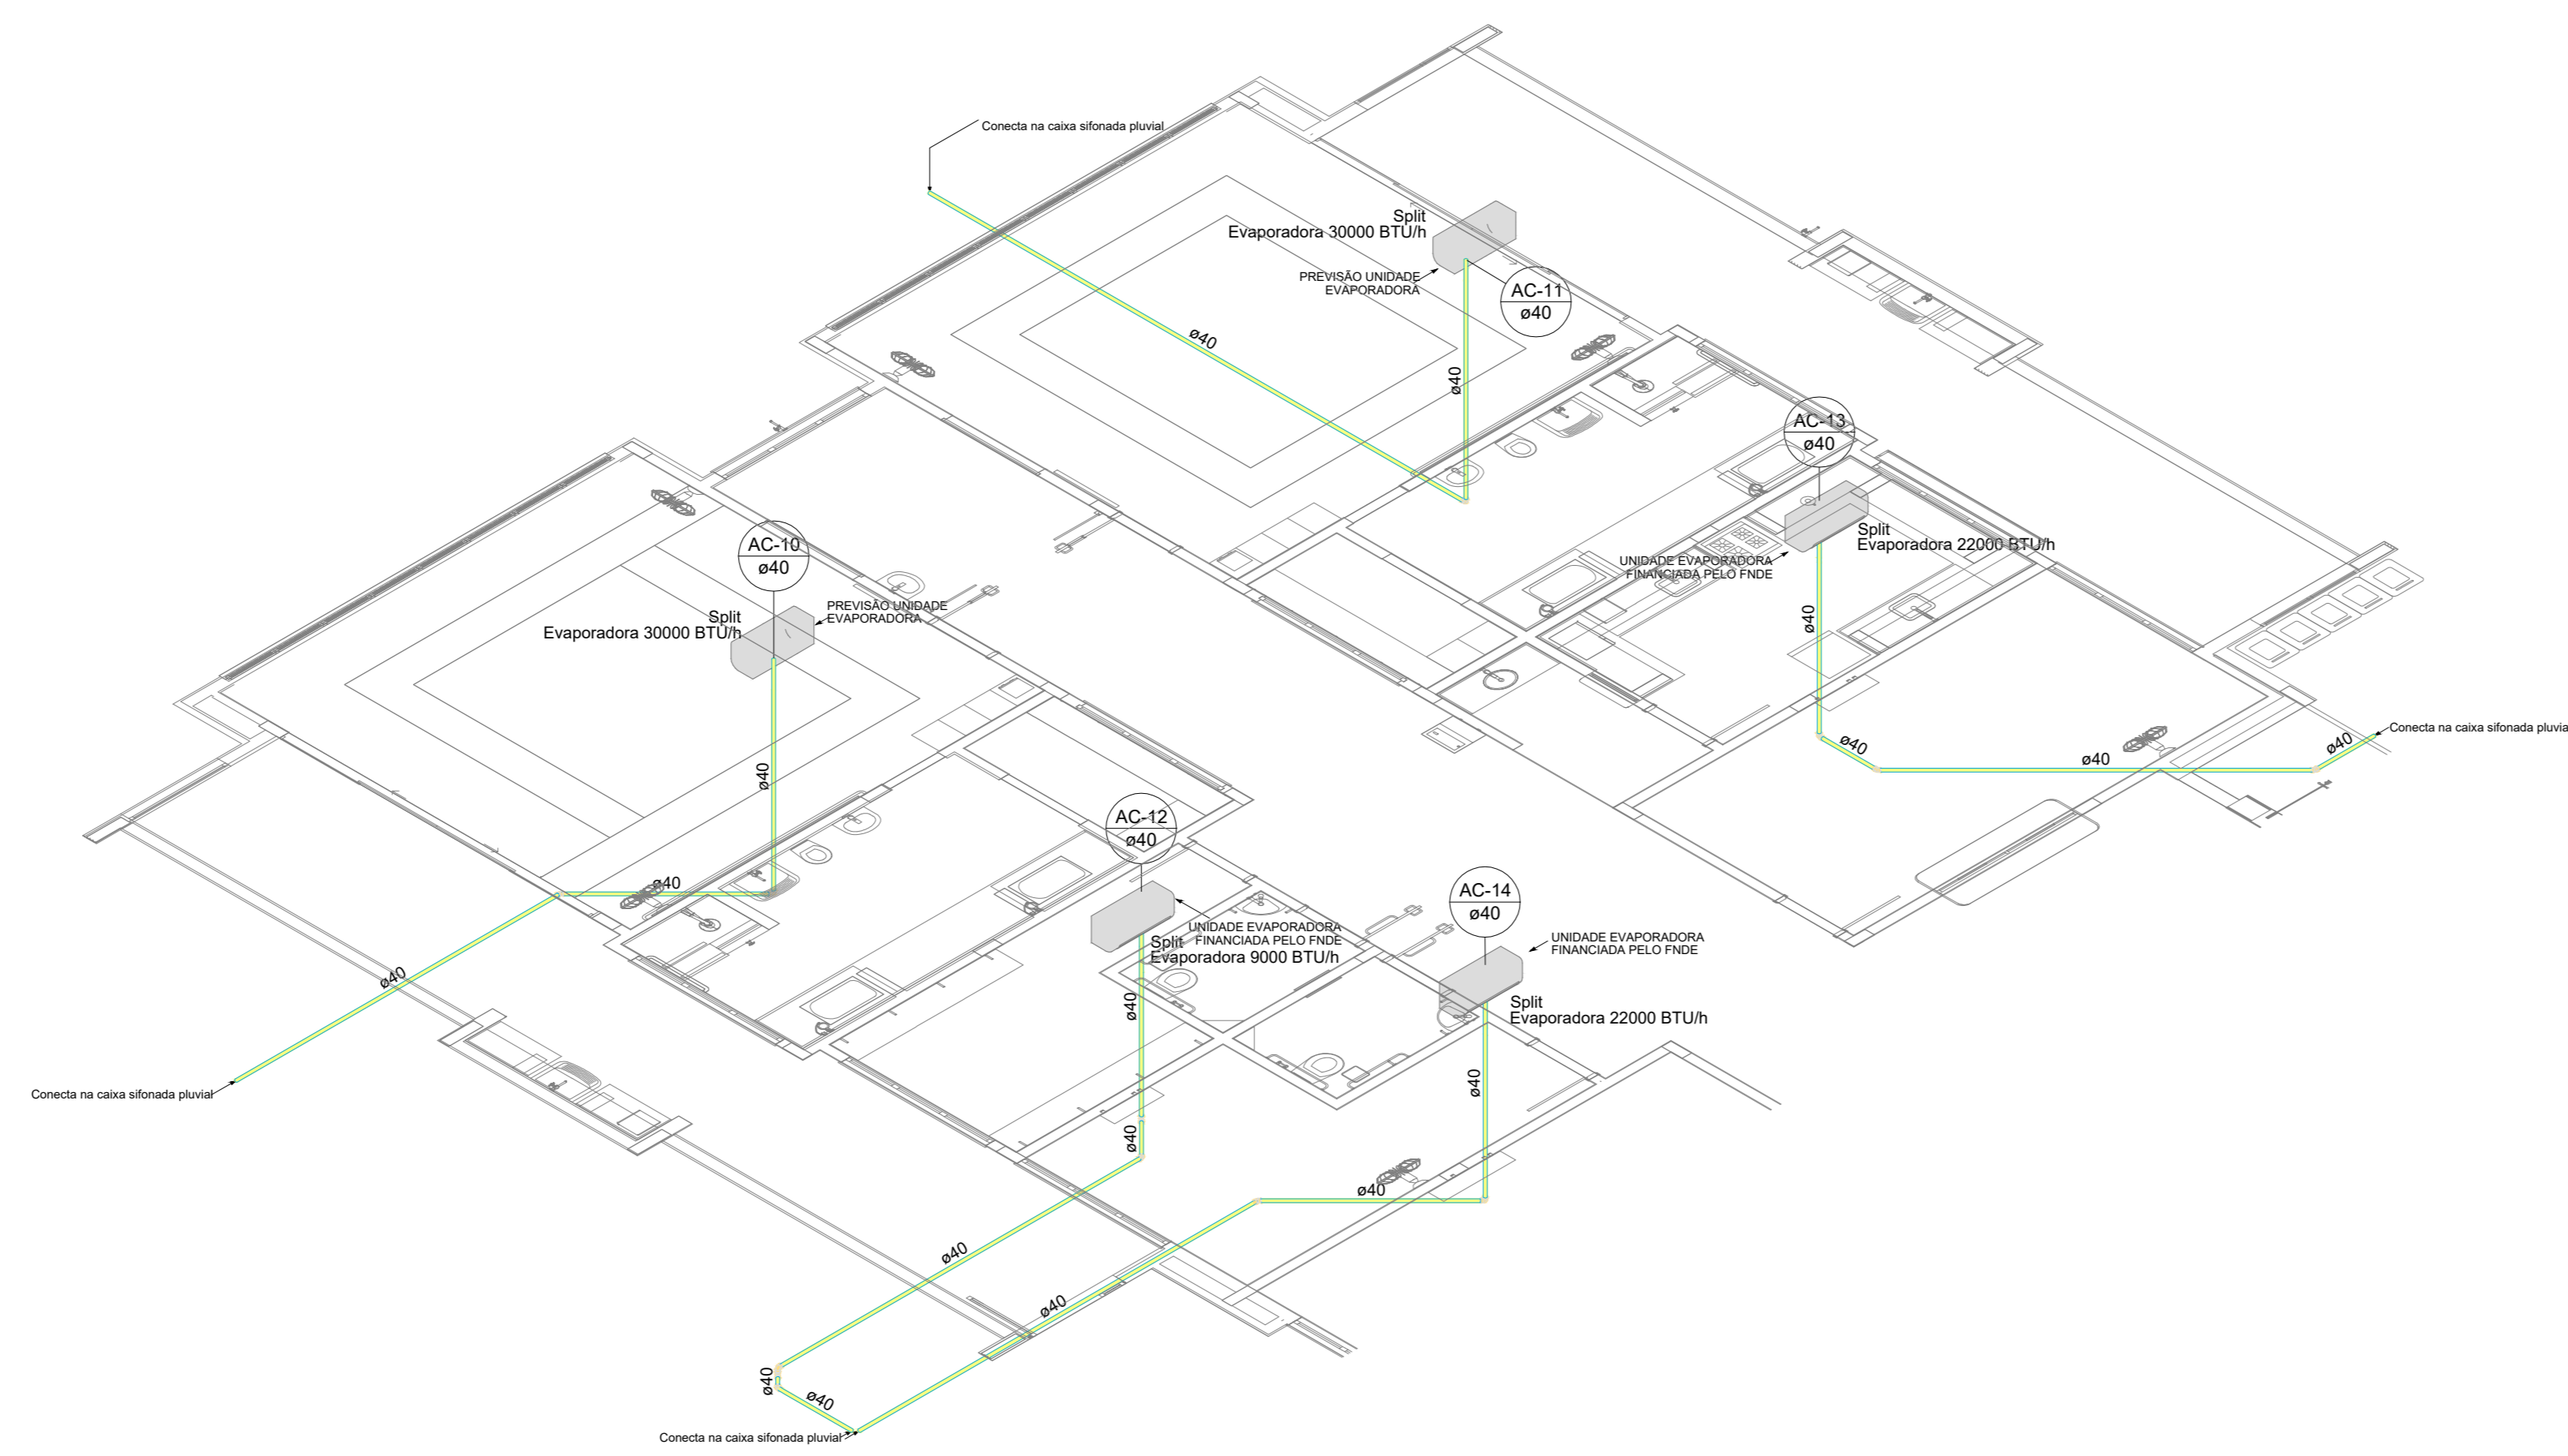 Conecta na caixa sifonada pluvial
Split
Evaporadora 30000 BTU/h
PREVISÃO UNIDADE
EVAPORADORA
AC-11
ø40
ø40
ø40
AC-13
ø40
Split
Evaporadora 22000 BTU/h
UNIDADE EVAPORADORA
FINANCIADA PELO FNDE
ø40
ø40
ø40
ø40
Conecta na caixa sifonada pluvia
AC-10
ø40
Split
Evaporadora 30000 BTU/h
PREVISÃO UNIDADE
EVAPORADORA
ø40
ø40
ø40
Conecta na caixa sifonada pluvial
AC-12
ø40
UNIDADE EVAPORADORA
FINANCIADA PELO FNDE
Split
Evaporadora 9000 BTU/h
ø40
ø40
ø40
ø40
ø40
AC-14
ø40
UNIDADE EVAPORADORA
FINANCIADA PELO FNDE
Split
Evaporadora 22000 BTU/h
ø40
ø40
ø40
Conecta na caixa sifonada pluvial